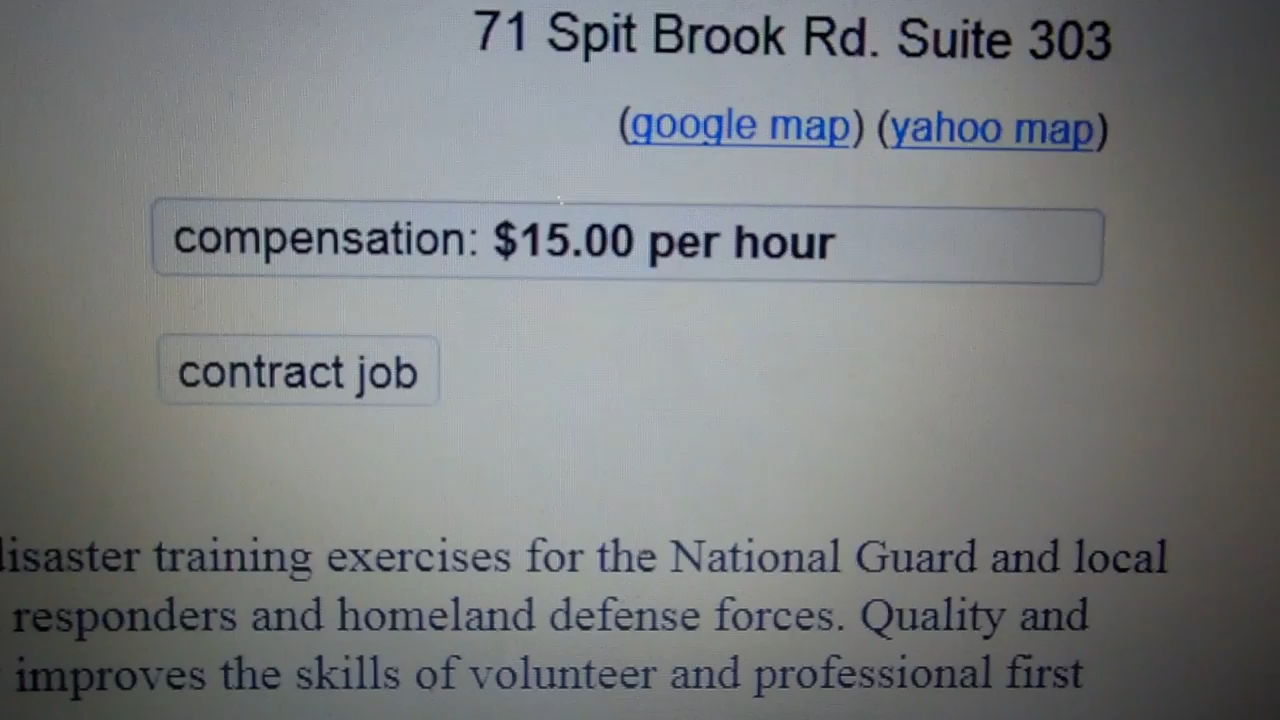 71 Spit Brook Rd. Suite 303
(google map) (yahoo map)
compensation: $15.00 per hour
contract job
training exercises for the National Guard and local
responders and homeland defense forces. Quality and
improves the skills of volunteer and professional first